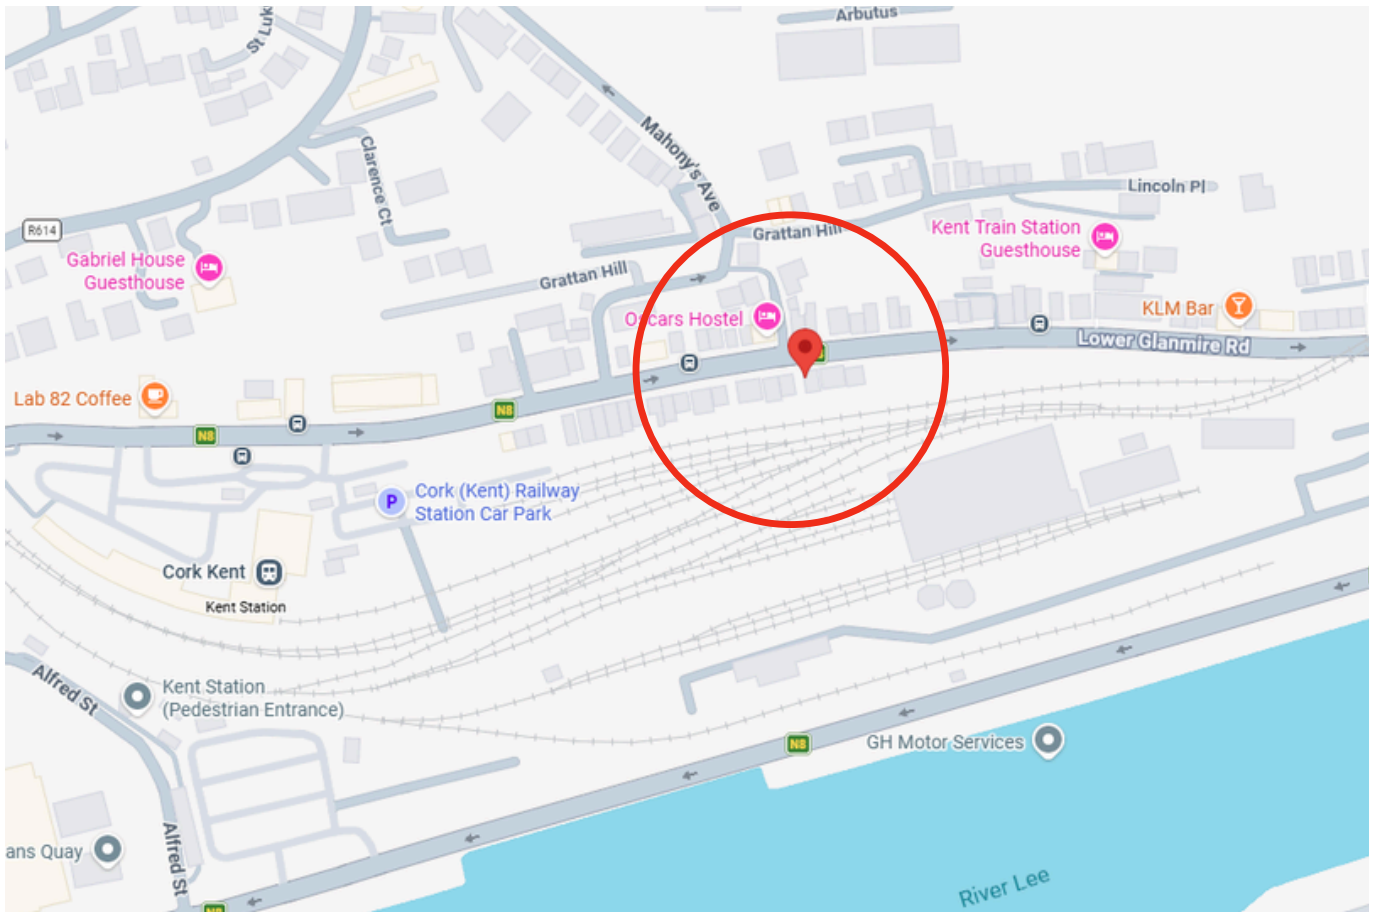 Arbutus
St Luk
Mahony's Ave
Clarence Ct
Lincoln Pl
R614
Grattan Hill
Kent Train Station
Guesthouse
Gabriel House
Guesthouse
Grattan Hill
Oscars Hostel
KLM Bar
Lower Glanmire Rd
Lab 82 Coffee
N8
N8
P
Cork (Kent) Railway
Station Car Park
Cork Kent
Kent Station
Alfred St
Kent Station
(Pedestrian Entrance)
N8
GH Motor Services
ans Quay
Alfred St
River Lee
N8